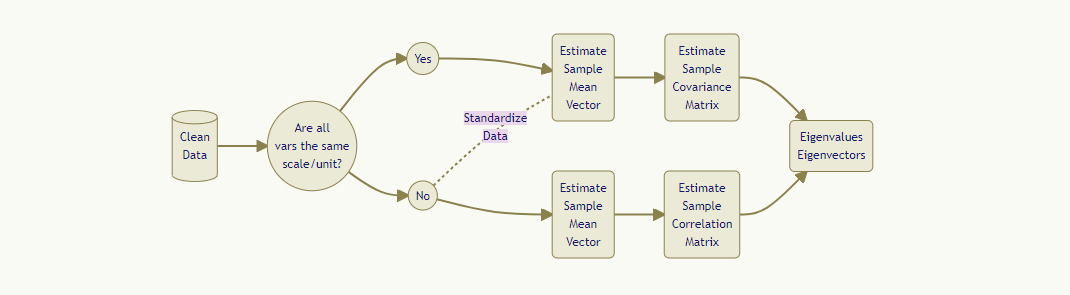 Clean
Data
Are all
vars the same
scale/unit?
Yes
No
Standardize
Data
Estimate
Sample
Mean
Vector
Estimate
Sample
Covariance
Matrix
Estimate
Sample
Mean
Vector
Estimate
Sample
Correlation
Matrix
Eigenvalues
Eigenvectors